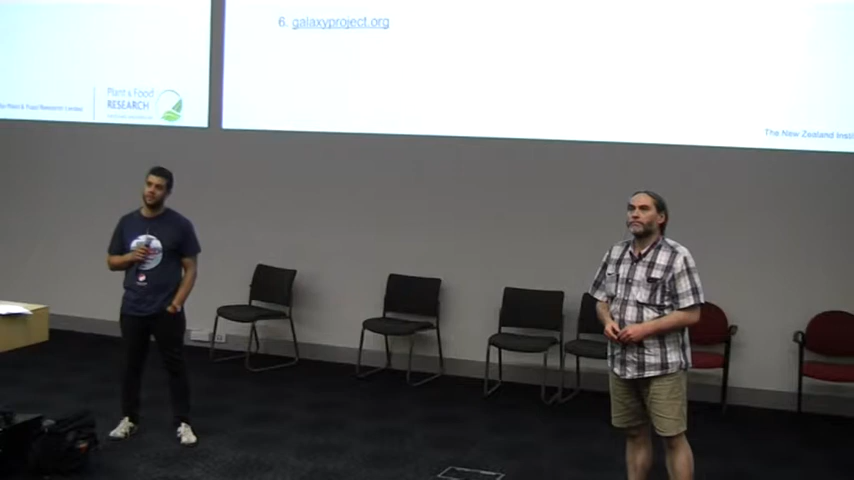 6. galaxyproject.org
Plant & Food
RESEARCH
The New Zealand Insti